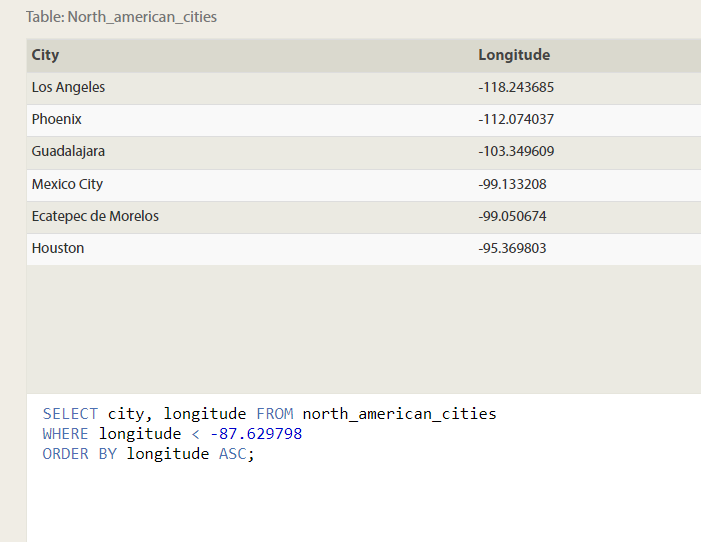 Table: North_american_cities
City Longitude
Los Angeles -118.243685
Phoenix -112.074037
Guadalajara -103.349609
Mexico City -99.133208
Ecatepec de Morelos -99.050674
Houston -95.369803
SELECT city, longitude FROM north_american_cities
WHERE longitude < -87.629798
ORDER BY longitude ASC;